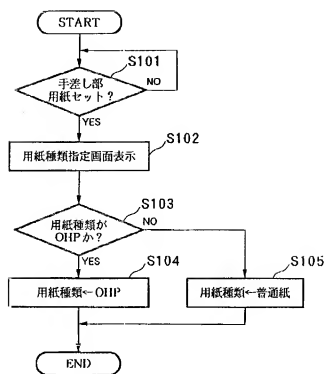 START
S101
手差し部
用紙セット?
NO
YES
S102
用紙種類指定画面表示
S103
用紙種類が
OHPか?
NO
YES
S104
S105
用紙種類←OHP
用紙種類←普通紙
END